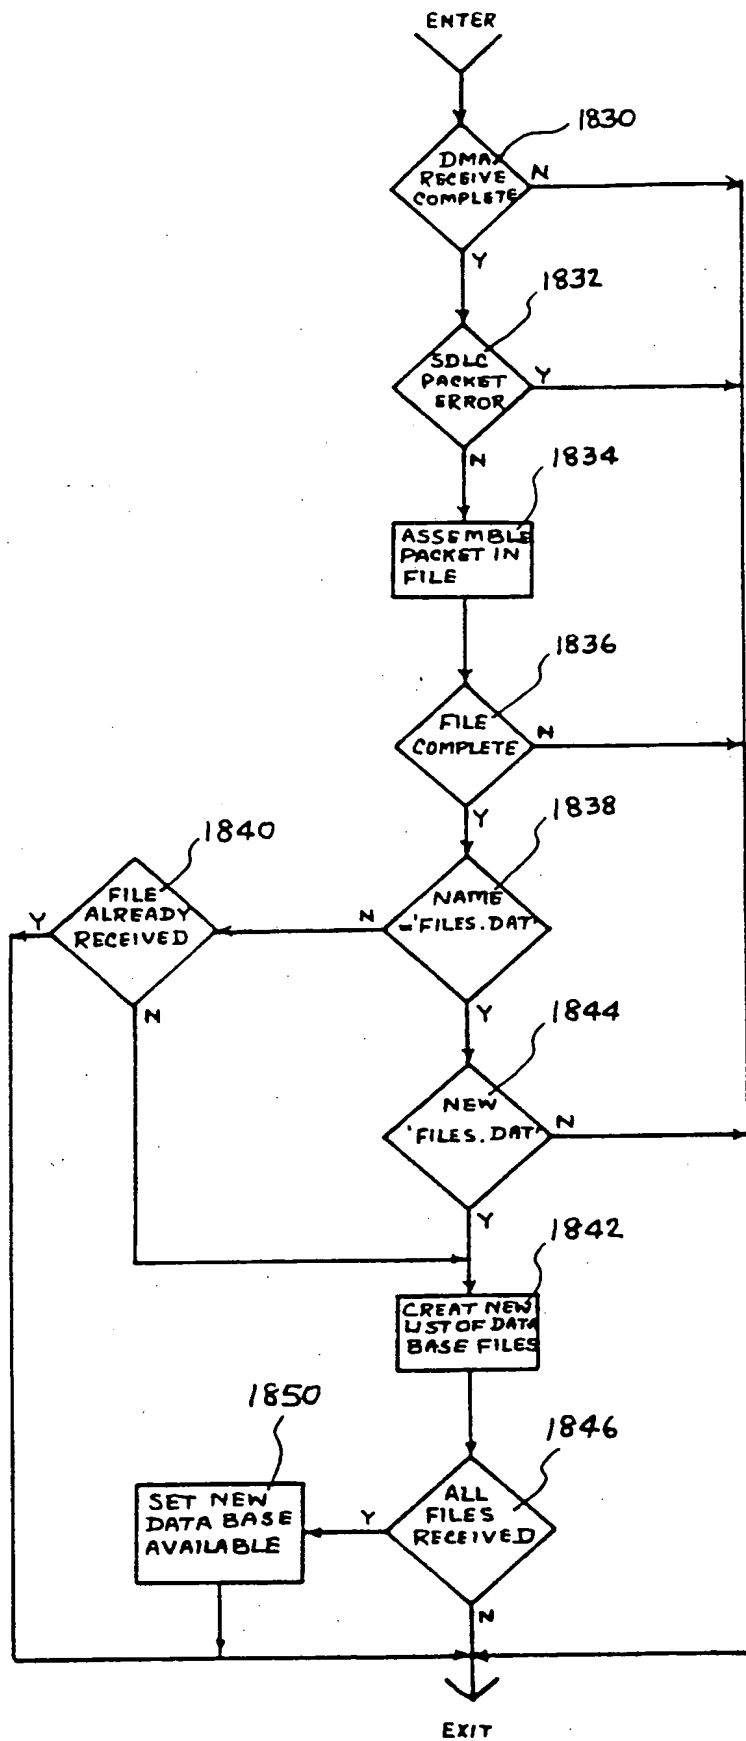 ENTER
1830
DMA
RECEIVE
COMPLETE
N
Y
1832
SDLC
PACKET
ERROR
Y
N
1834
ASSEMBLE
PACKET IN
FILE
1836
FILE
COMPLETE
N
Y
1838
1840
NAME
='FILES.DAT'
FILE
ALREADY
RECEIVED
Y
N
N
Y
1844
NEW
'FILES.DAT'
N
Y
1842
CREAT NEW
LIST OF DATA
BASE FILES
1850
1846
ALL
FILES
RECEIVED
SET NEW
DATA BASE
AVAILABLE
Y
N
EXIT